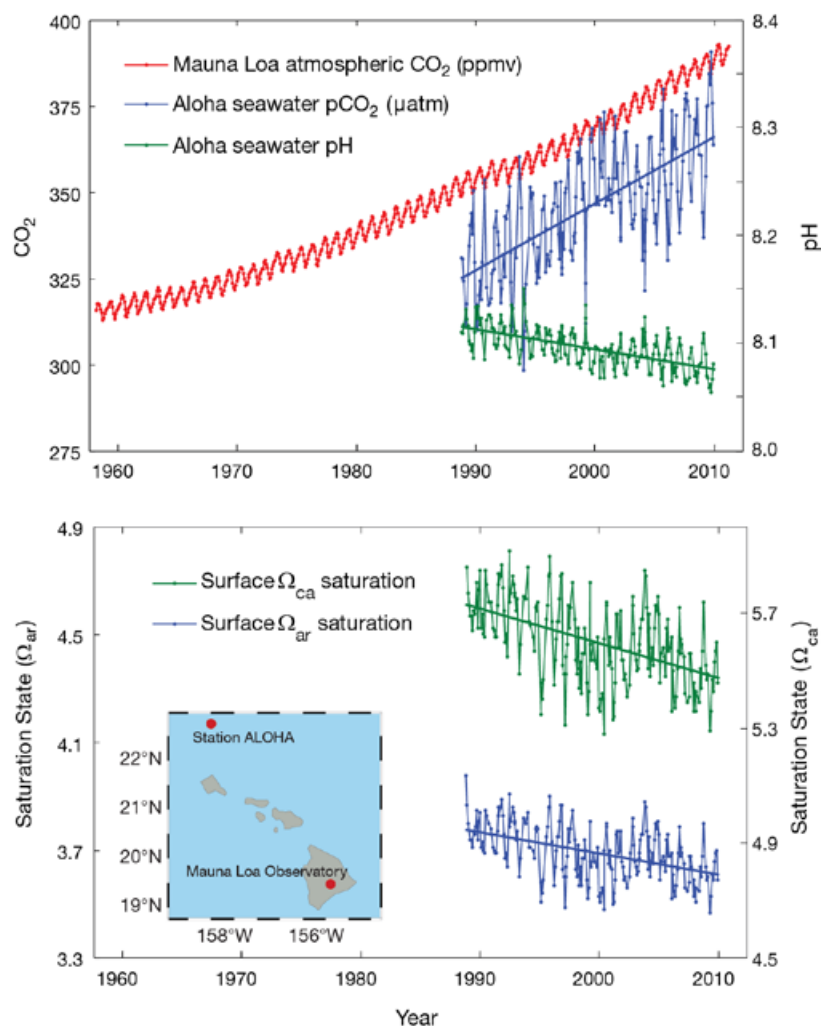 400
375
350
325
300
275
CO₂
8.4
8.3
8.2
8.1
8.0
pH
Mauna Loa atmospheric CO₂ (ppmv)
Aloha seawater pCO₂ (µatm)
Aloha seawater pH
1960 1970 1980 1990 2000 2010
4.9
4.5
4.1
3.7
3.3
Saturation State (Ωar)
5.7
5.3
4.9
4.5
Saturation State (Ωca)
Surface Ωca saturation
Surface Ωar saturation
Station ALOHA
22°N
21°N
20°N
Mauna Loa Observatory
19°N
158°W 156°W
1960 1970 1980 1990 2000 2010
Year